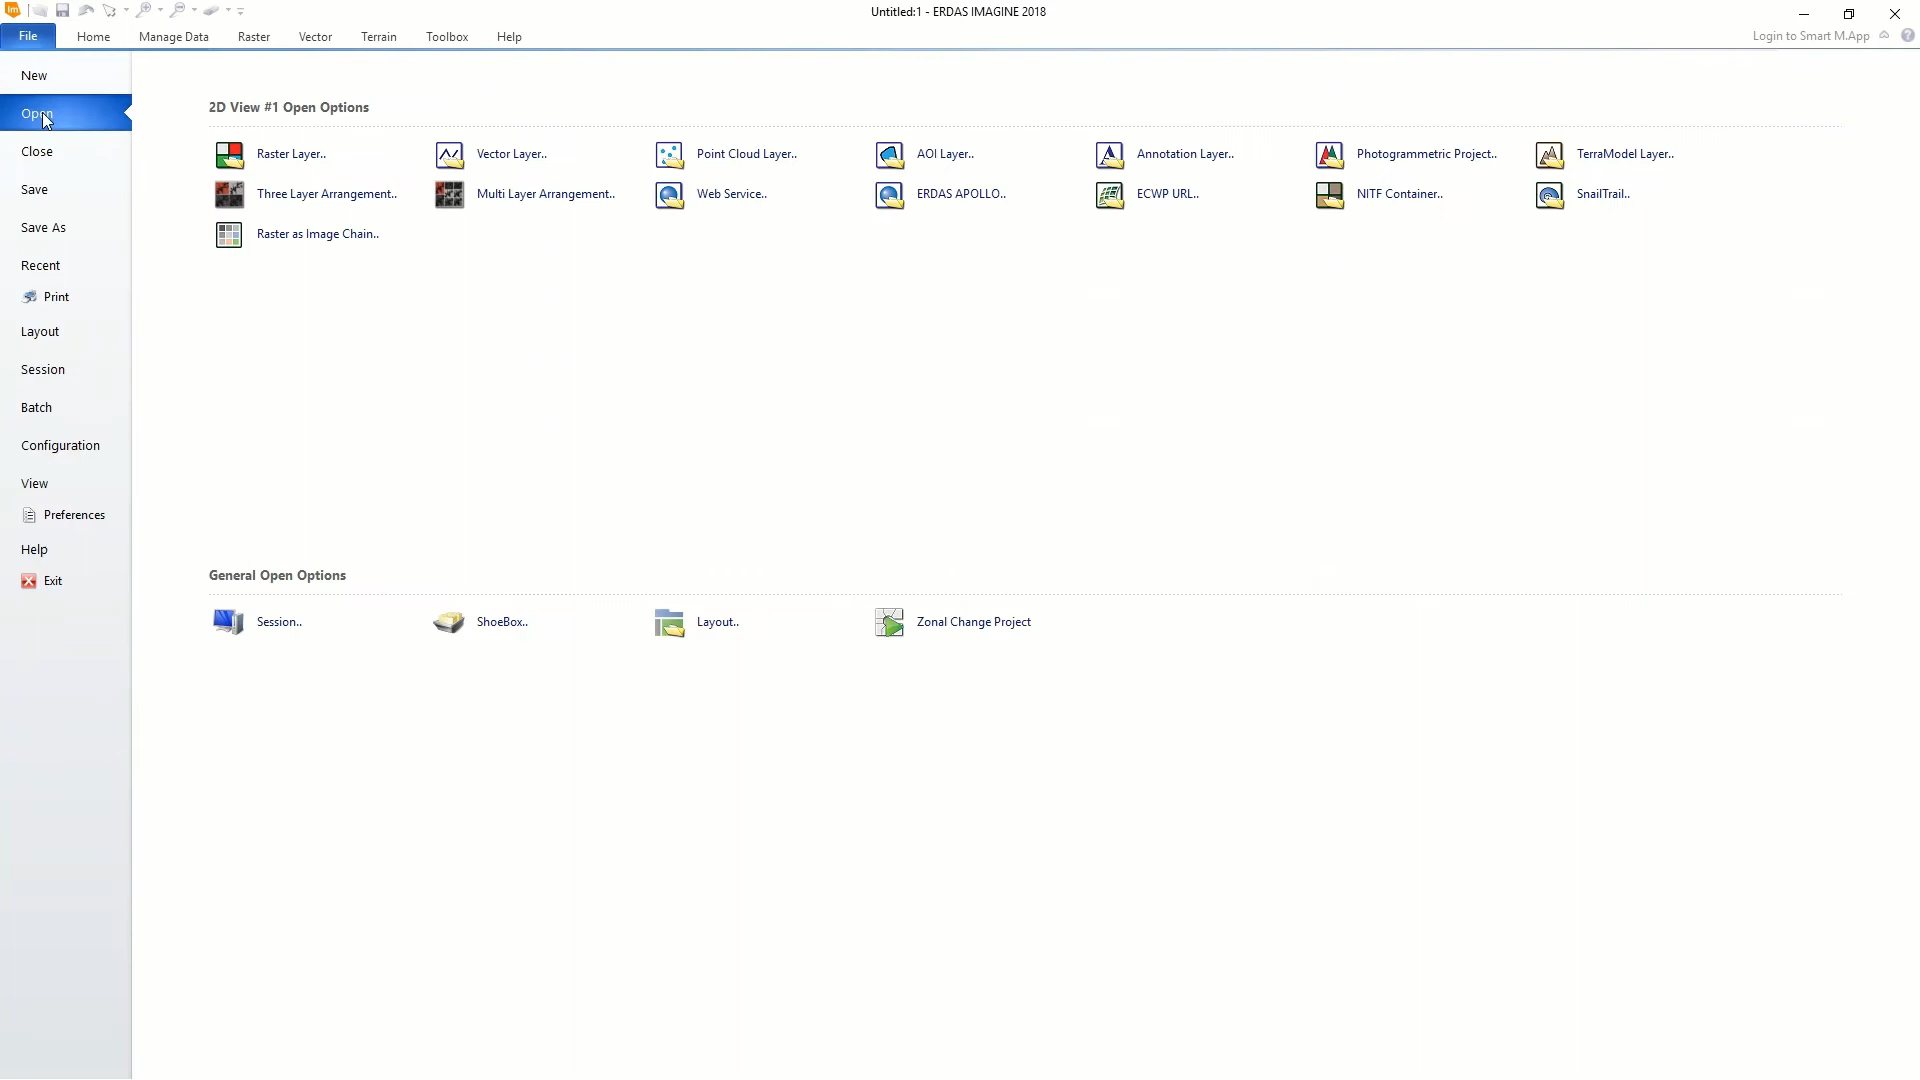 Im
Untitled:1 - ERDAS IMAGINE 2018
File Home Manage Data Raster Vector Terrain Toolbox Help Login to Smart M.App
New
Open
Close
Save
Save As
Recent
Print
Layout
Session
Batch
Configuration
View
Preferences
Help
Exit
2D View #1 Open Options
Raster Layer.. Vector Layer.. Point Cloud Layer.. AOI Layer.. Annotation Layer.. Photogrammetric Project.. TerraModel Layer..
Three Layer Arrangement.. Multi Layer Arrangement.. Web Service.. ERDAS APOLLO.. ECWP URL.. NITF Container.. SnailTrail..
Raster as Image Chain..
General Open Options
Session.. ShoeBox.. Layout.. Zonal Change Project